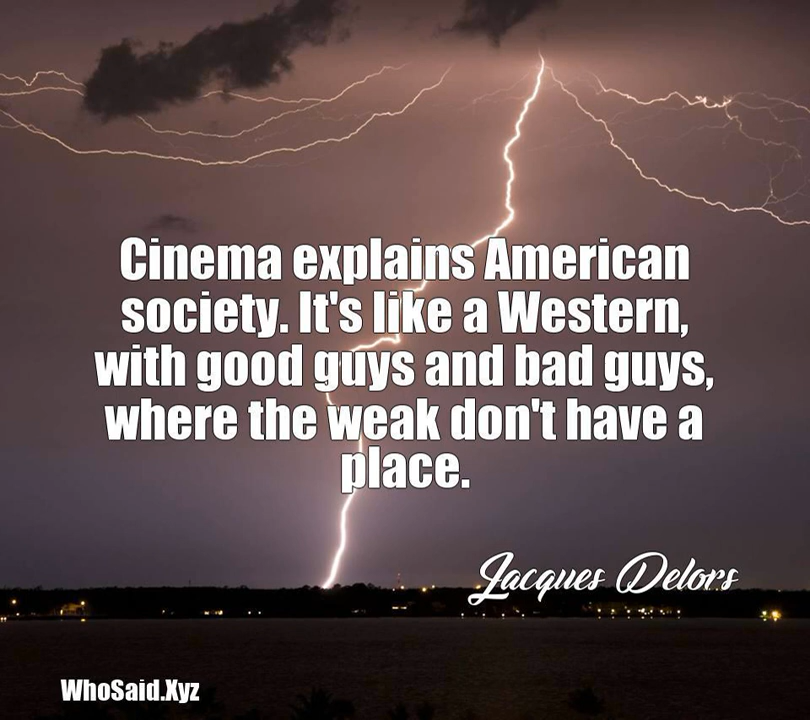 Cinema explains American
society. It's like a Western,
with good guys and bad guys,
where the weak don't have a
place.
Jacques Delors
WhoSaid.Xyz